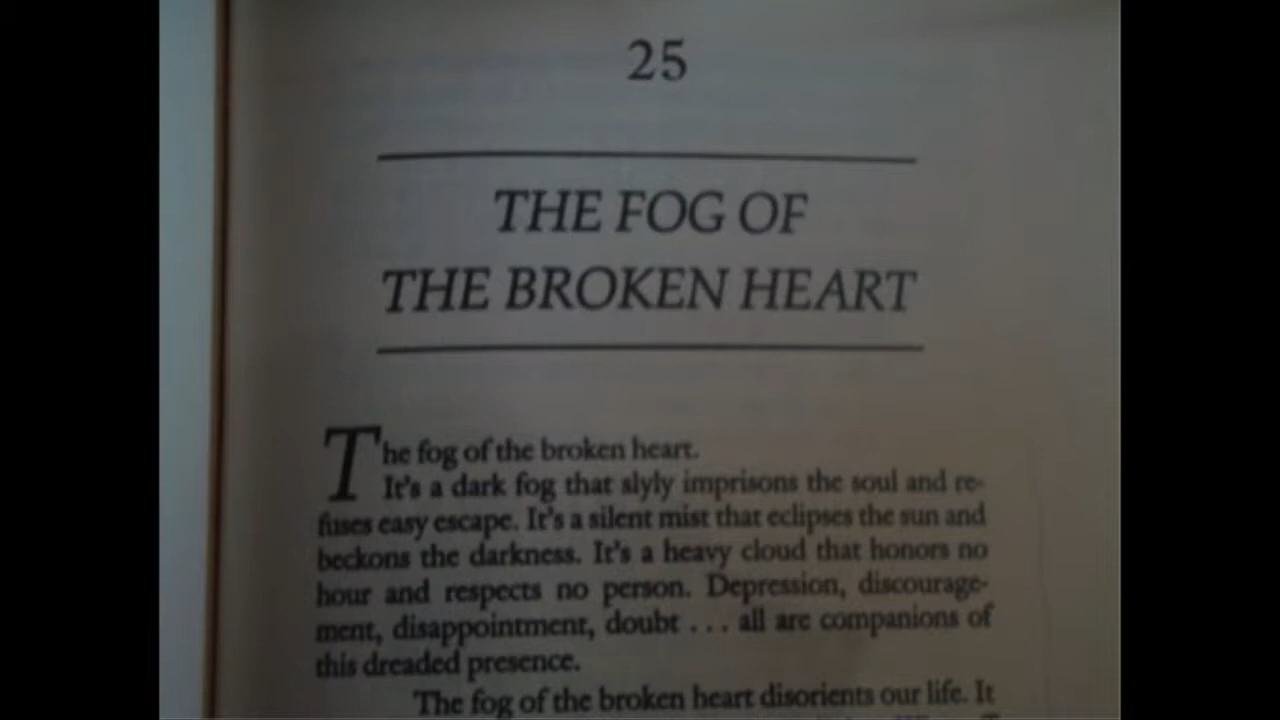 25
THE FOG OF
THE BROKEN HEART
The fog of the broken heart.
It's a dark fog that slyly imprisons the soul and re-
fuses easy escape. It's a silent mist that eclipses the sun and
beckons the darkness. It's a heavy cloud that honors no
hour and respects no person. Depression, discourage-
ment, disappointment, doubt . . . all are companions of
this dreaded presence.
The fog of the broken heart disorients our life. It